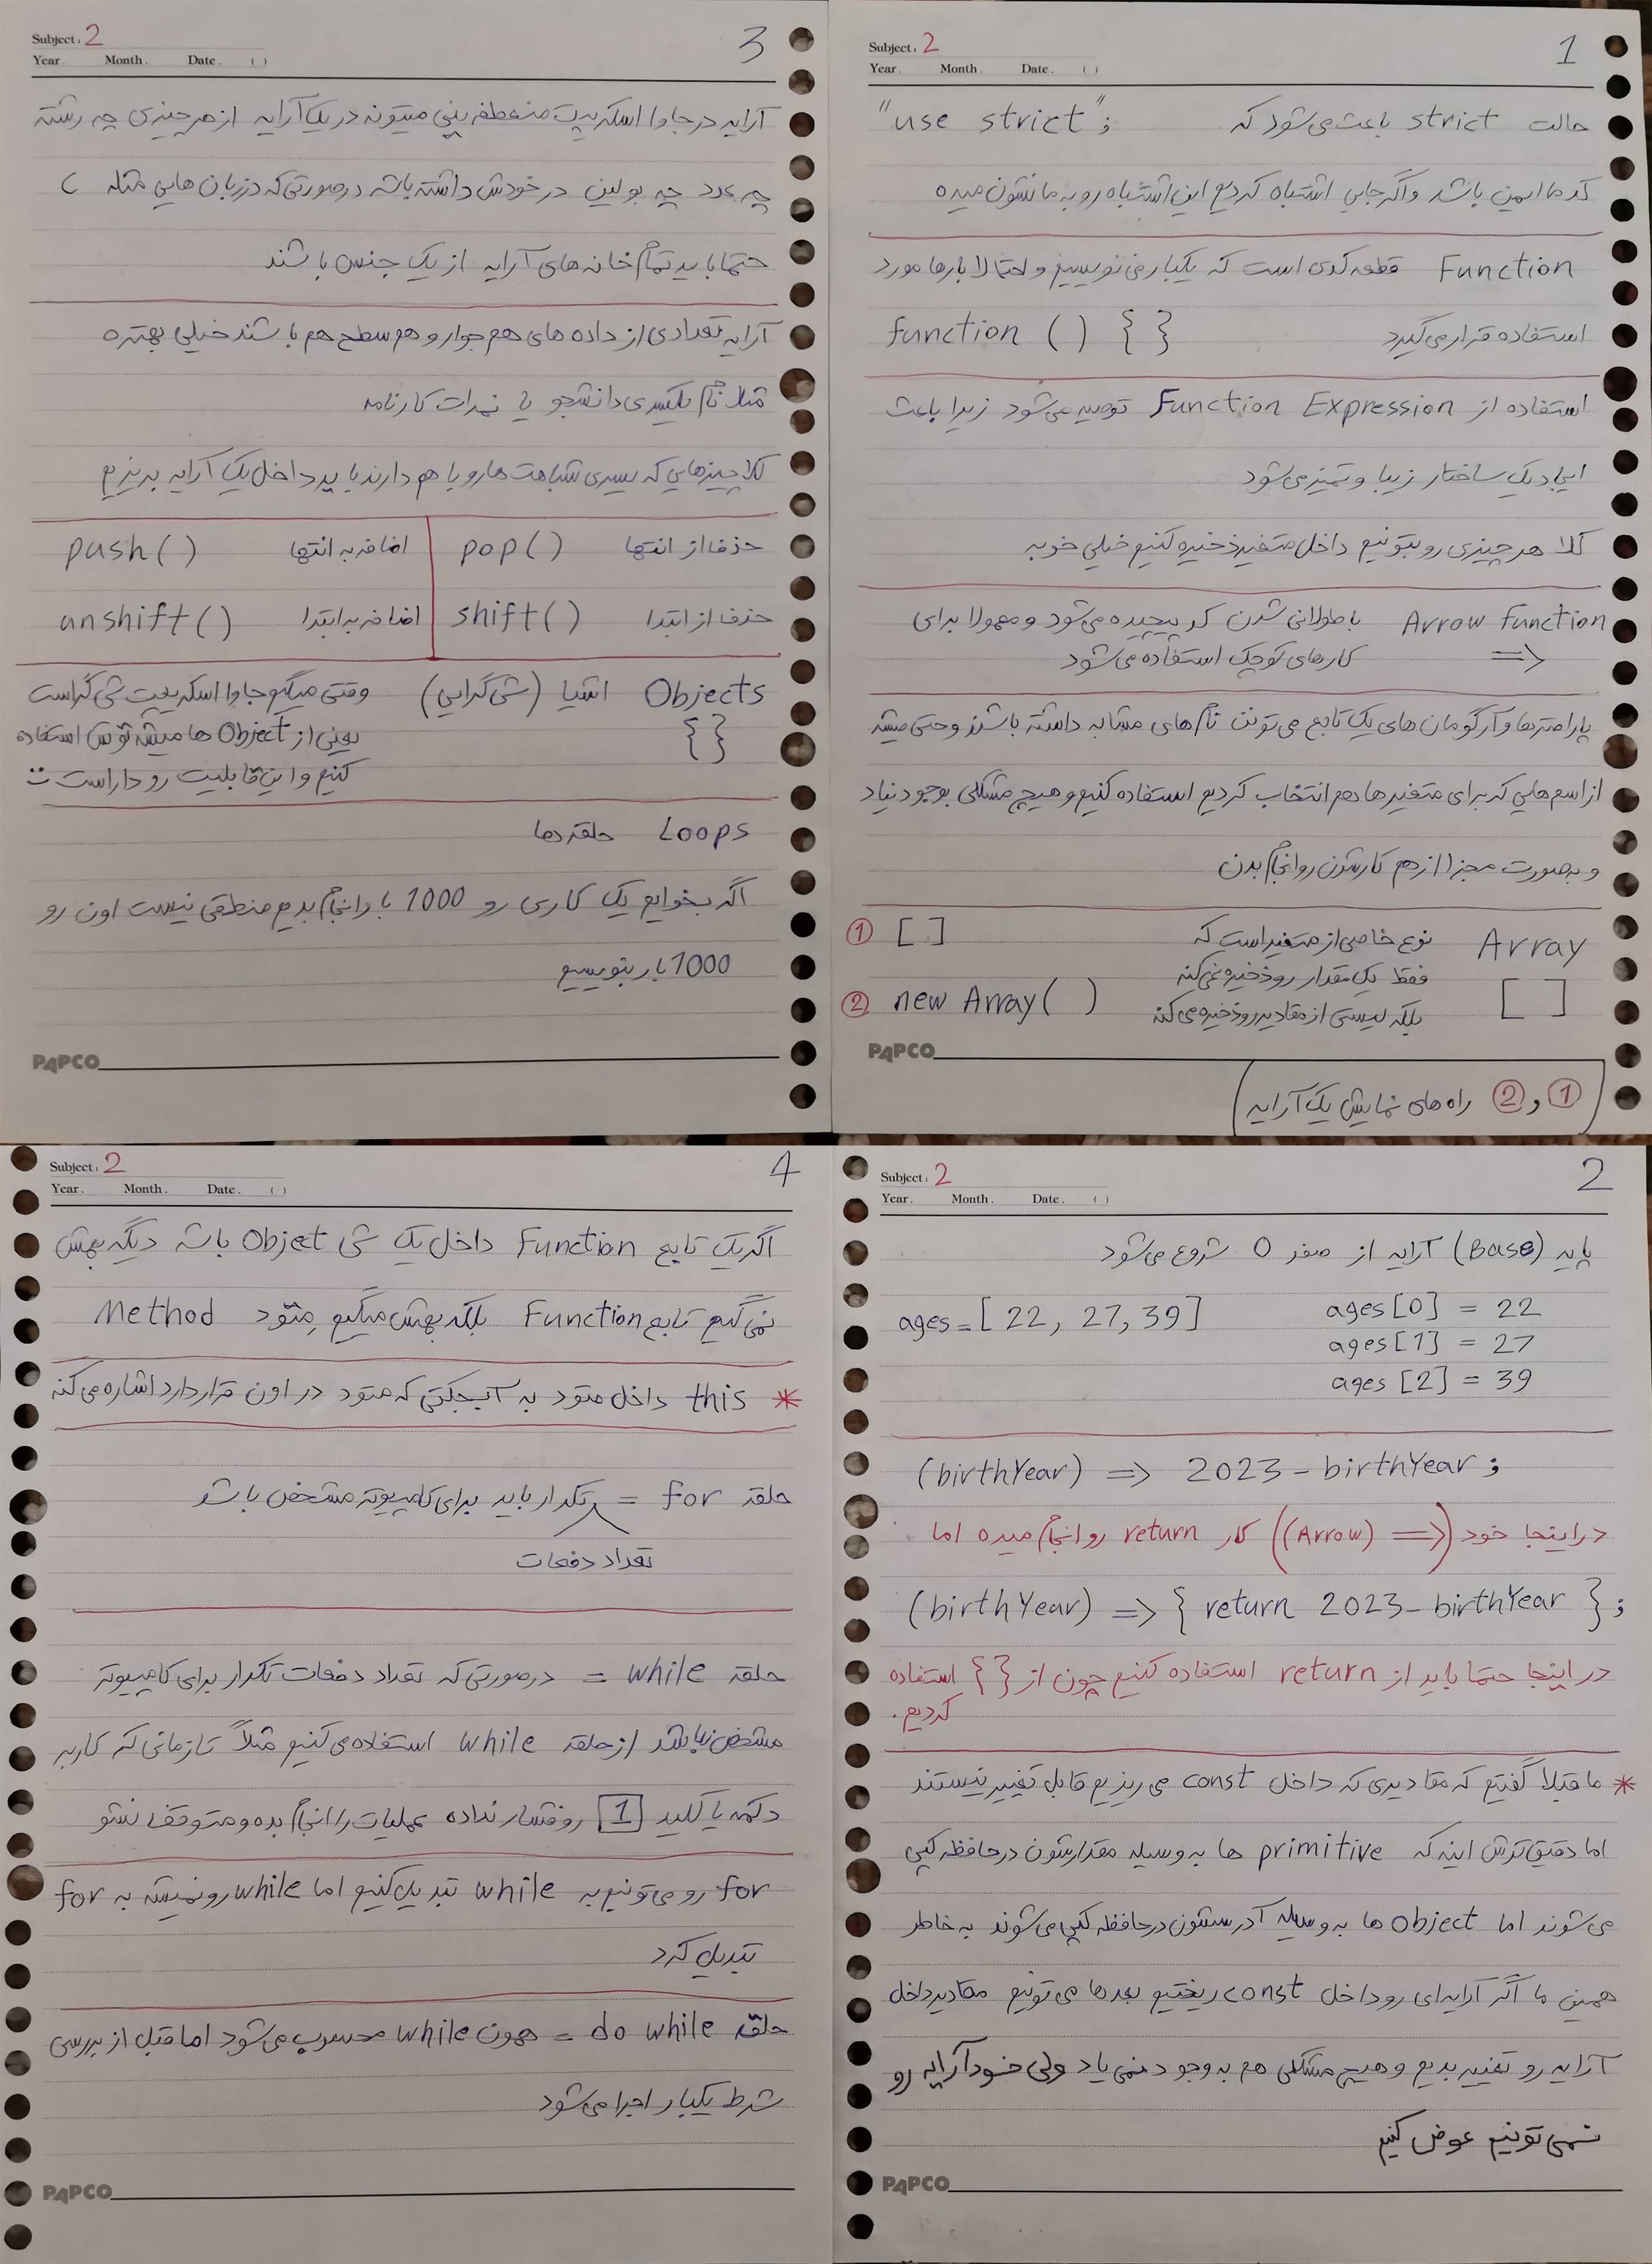 Subject: 2
1
Year. Month. Date. ( )
حالت strict باعث می‌شود که "use strict";
کد ما ایمن باشد و اگر جایی اشتباه کردیم این اشتباه رو به ما نشون میده
Function قطعه کدی است که یکبار می‌نویسیم و احتمالا بارها مورد
استفاده قرار می‌گیرد function () { }
استفاده از Function Expression توصیه می‌شود زیرا باعث
ایجاد یک ساختار زیبا و تمیز می‌شود
کلا هر چیزی رو بتونیم داخل متغیر ذخیره کنیم خیلی خوبه
Arrow Function با طولانی شدن کد پیچیده می‌شود و معمولا برای
=> کارهای کوچک استفاده می‌شود
پارامترها و آرگومان های یک تابع می‌تونن نام های مشابه داشته باشند و حتی میشه
از اسم هایی که برای متغیرها هم انتخاب کردیم استفاده کنیم و هیچ مشکلی بوجود نیاد
و بصورت مجزا از هم کارشون رو انجام بدن
Array نوع خاصی از متغیر است که ① [ ]
فقط یک مقدار رو ذخیره نمی‌کنه
[ ] بلکه لیستی از مقادیر رو ذخیره می‌کنه ② new Array( )
PAPCO
① و ② راه های نمایش یک آرایه
Subject: 2
2
Year. Month. Date. ( )
پایه (Base) آرایه از صفر 0 شروع می‌شود
ages = [ 22, 27, 39 ] ages[0] = 22
ages[1] = 27
ages [2] = 39
(birthYear) => 2023 - birthYear ;
در اینجا خود (=> (Arrow)) کار return رو انجام میده اما
(birthYear) => { return 2023 - birthYear } ;
در اینجا حتما باید از return استفاده کنیم چون از { } استفاده
کردیم.
* ما قبلا گفتیم که مقادیری که داخل const می ریزیم قابل تغییر نیستند
اما دقیق ترش اینه که primitive ها به وسیله مقدارشون در حافظه کپی
می‌شوند اما object ها به وسیله آدرسشون در حافظه کپی می‌شوند به خاطر
همین ما اگر آرایه‌ای رو داخل const ریختیم بعدها می تونیم مقادیر داخل
آرایه رو تغییر بدیم و هیچ مشکلی هم به وجود نمی یاد ولی خود آرایه رو
نمی تونیم عوض کنیم
PAPCO
Subject: 2
3
Year. Month. Date. ( )
آرایه در جاوا اسکریپت منعطفه یعنی میتونه در یک آرایه از هر چیزی چه رشته
چه عدد چه بولین در خودش داشته باشه درصورتی که در زبان هایی مثله C
حتما باید تمام خانه های آرایه از یک جنس باشند
آرایه تعدادی از داده های هم جوار و هم سطح هم باشند خیلی بهتره
مثلا نام یکسری دانشجو یا نمرات کارنامه
کلا چیزهایی که یسری شباهت هارو با هم دارند باید داخل یک آرایه بریزیم
حذف از انتها pop( ) اضافه به انتها push( )
حذف از ابتدا shift( ) اضافه به ابتدا unshift( )
Objects اشیا (شی گرایی) وقتی میگیم جاوا اسکریپت شی گراست
{ } یعنی از Object ها میشه توش استفاده
کنیم و این قابلیت رو داراست
Loops حلقه ها
اگر بخوایم یک کاری رو 1000 بار انجام بدیم منطقی نیست اون رو
1000 بار بنویسیم
PAPCO
Subject: 2
4
Year. Month. Date. ( )
اگر یک تابع Function داخل یک شی Objet باشه دیگه بهش
نمی گیم تابع Function بلکه بهش میگیم مِتُود Method
* this داخل متود به آبجکتی که متود در اون قرار دارد اشاره می کنه
حلقه for = تکرار باید برای کامپیوتر مشخص باشد
تعداد دفعات
حلقه while = درصورتی که تعداد دفعات تکرار برای کامپیوتر
مشخص نباشد از حلقه while استفاده می کنیم مثلاً تا زمانی که کاربر
دکمه یا کلید 1 رو فشار نداده عملیات را انجام بده و متوقف نشو
for رو می تونیم به while تبدیل کنیم اما while رو نمیشه به for
تبدیل کرد
حلقه do while = همون while محسوب می‌شود اما قبل از بررسی
شرط یکبار اجرا می‌شود
PAPCO